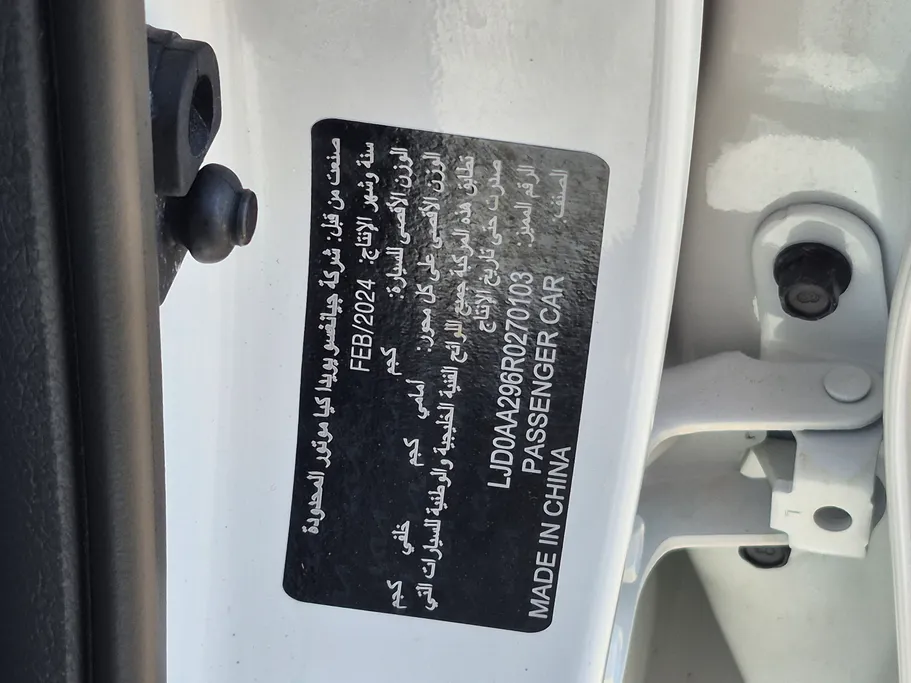 صنعت من قبل: شركة جيانغسو يويدا كيا موتور المحدودة
سنة وشهر الإنتاج: FEB/2024
الوزن الأقصى للسيارة: كجم
الوزن الأقصى على كل محور: أمامي كجم خلفي كجم
تطابق هذه المركبة جميع اللوائح الفنية الخليجية والوطنية للسيارات التي
صدرت حتى تاريخ الإنتاج
الرقم المميز: LJD0AA296R0270103
الصنف PASSENGER CAR
MADE IN CHINA
L